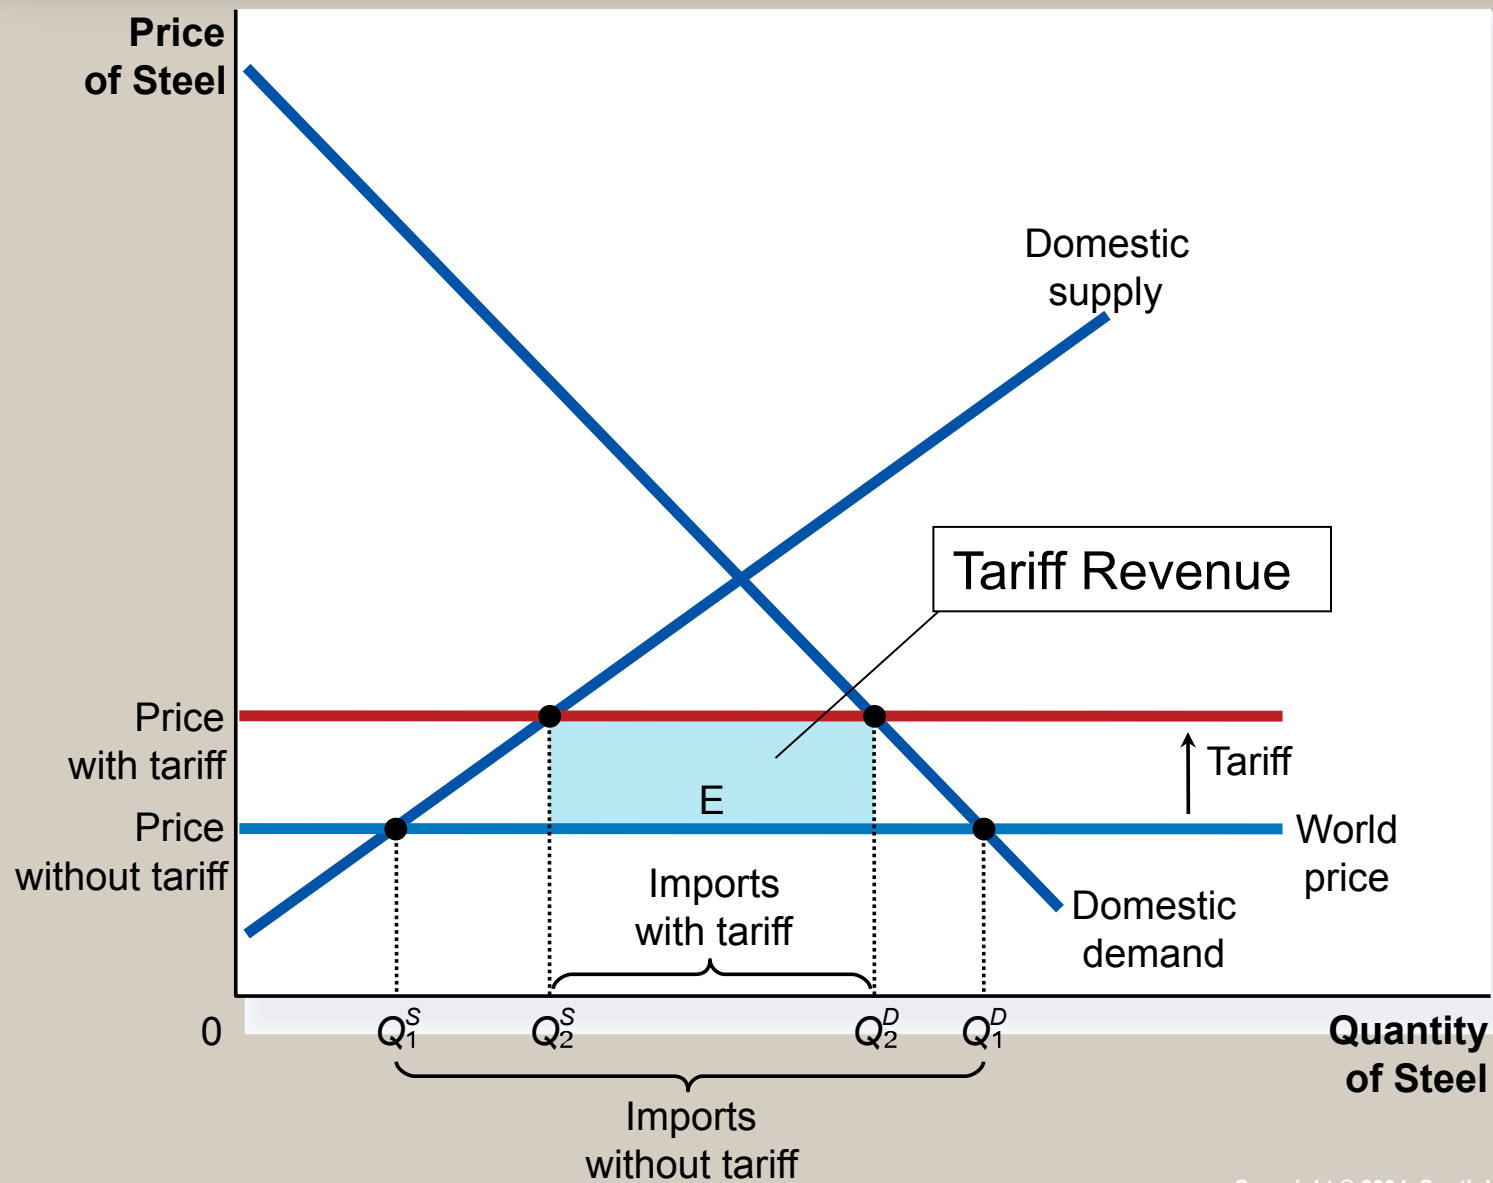 Price
of Steel
Domestic
supply
Tariff Revenue
Price
with tariff
Tariff
E
Price
without tariff
World
price
Imports
with tariff
Domestic
demand
0
Q₁ˢ
Q₂ˢ
Q₂ᴰ
Q₁ᴰ
Quantity
of Steel
Imports
without tariff